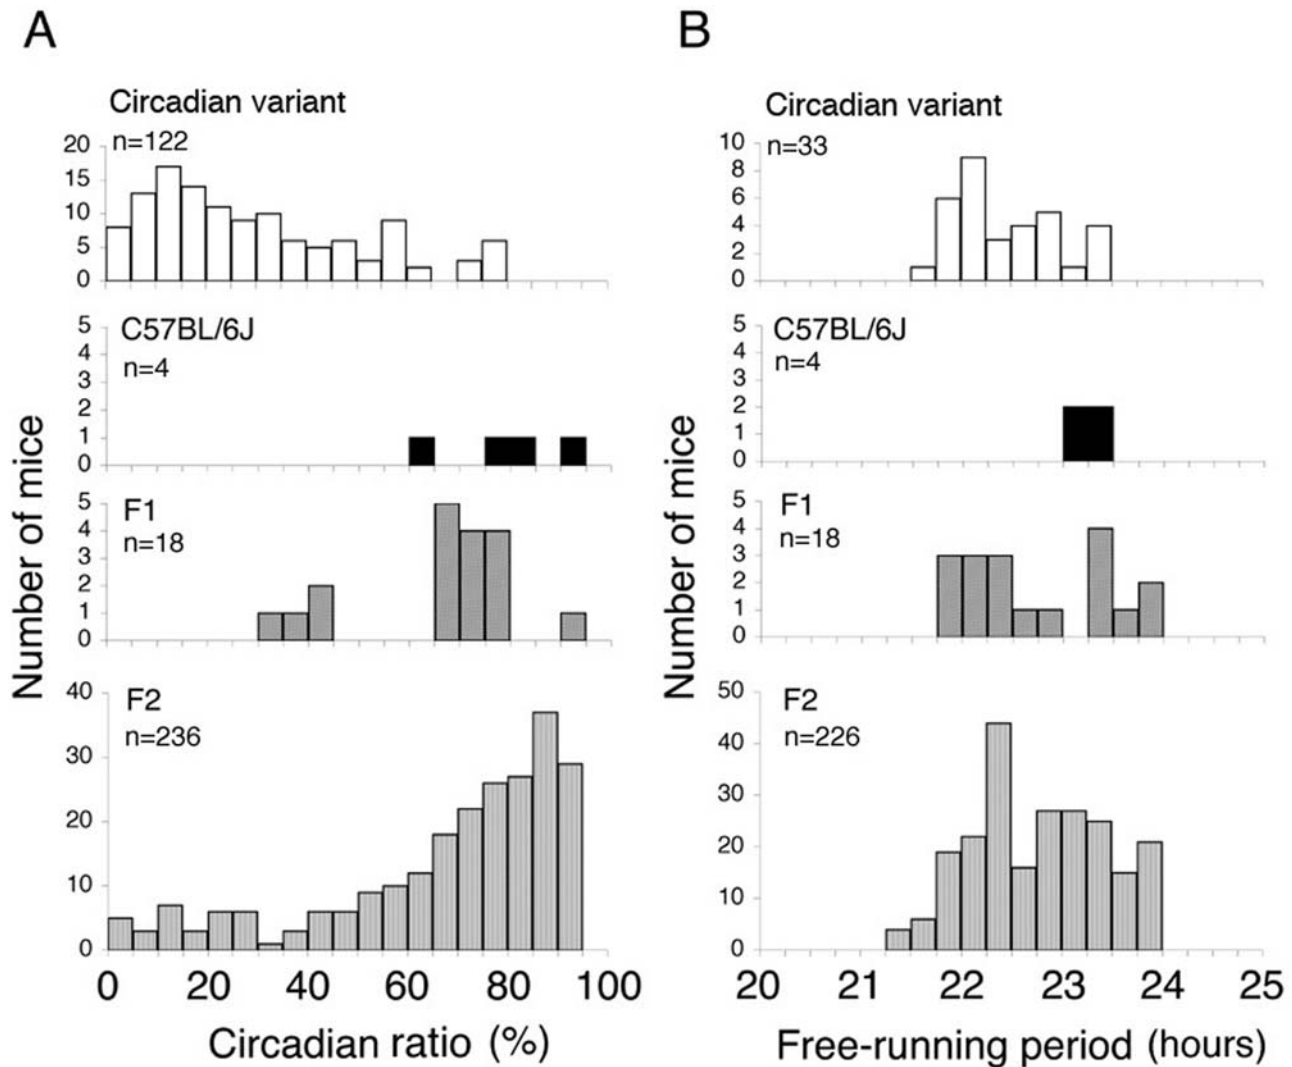 A
Circadian variant
n=122
20
15
10
5
0
C57BL/6J
n=4
5
4
3
2
1
0
F1
n=18
5
4
3
2
1
0
F2
n=236
40
30
20
10
0
0 20 40 60 80 100
Circadian ratio (%)
Number of mice
B
Circadian variant
n=33
10
8
6
4
2
0
C57BL/6J
n=4
5
4
3
2
1
0
F1
n=18
5
4
3
2
1
0
F2
n=226
50
40
30
20
10
0
20 21 22 23 24 25
Free-running period (hours)
Number of mice